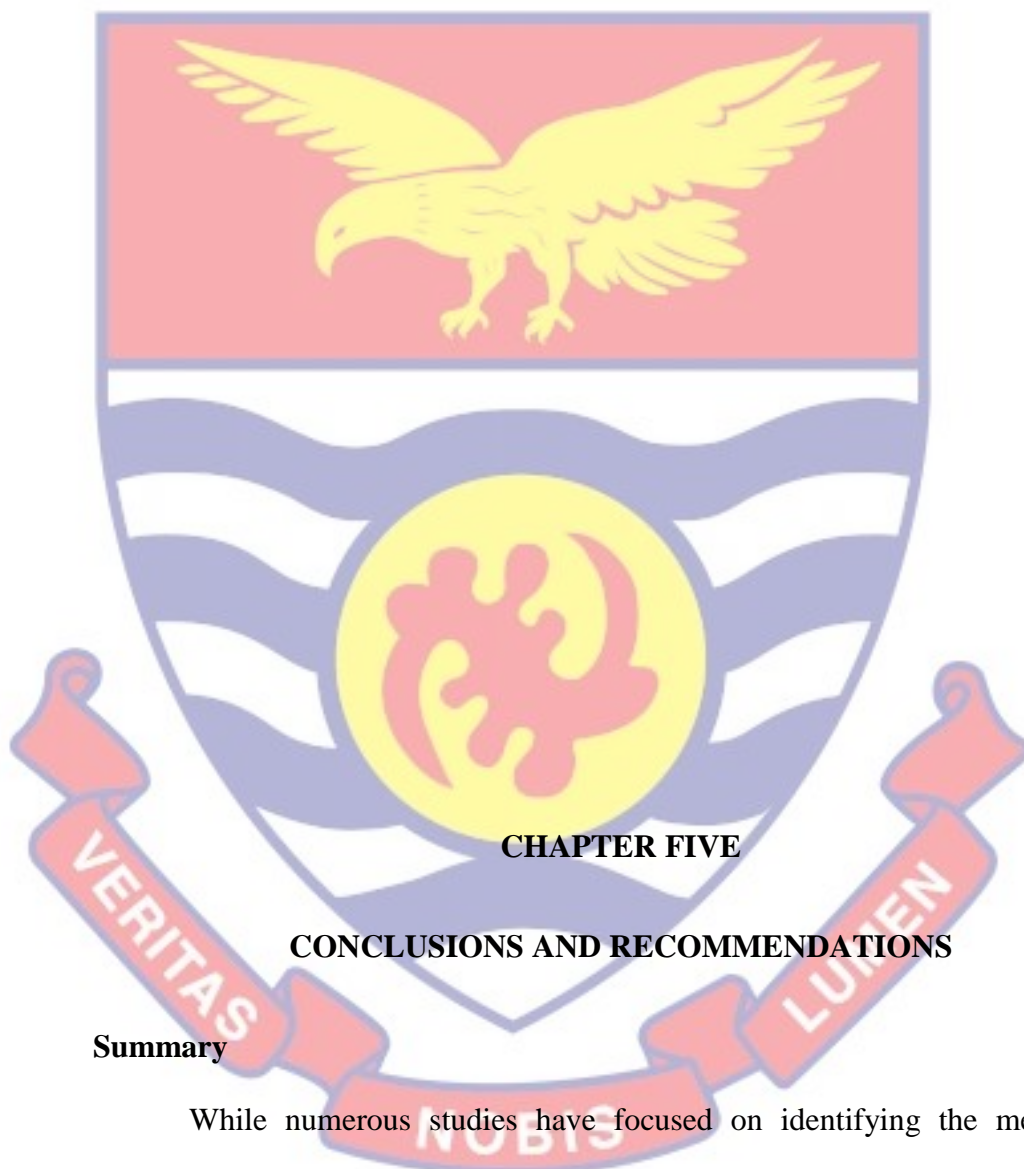 CHAPTER FIVE
CONCLUSIONS AND RECOMMENDATIONS
Summary
While numerous studies have focused on identifying the
VERITAS
NOBIS
LUMEN